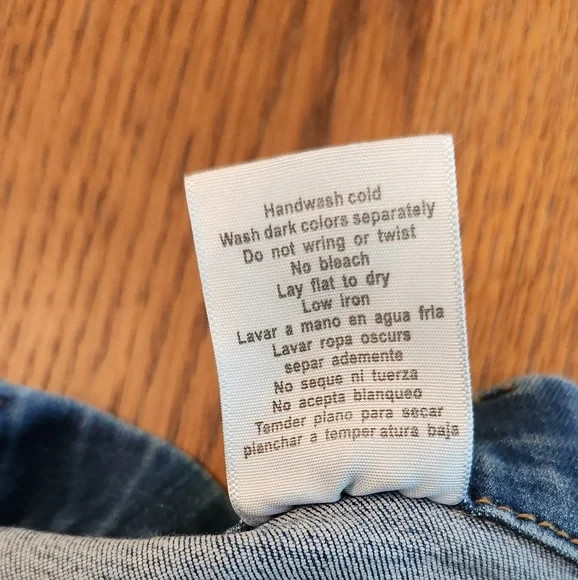 Handwash cold
Wash dark colors separately
Do not wring or twist
No bleach
Lay flat to dry
Low iron
Lavar a mano en agua fria
Lavar ropa oscurs
separ ademente
No seque ni tuerza
No acepta blanqueo
Temder plano para secar
planchar a temper atura baja